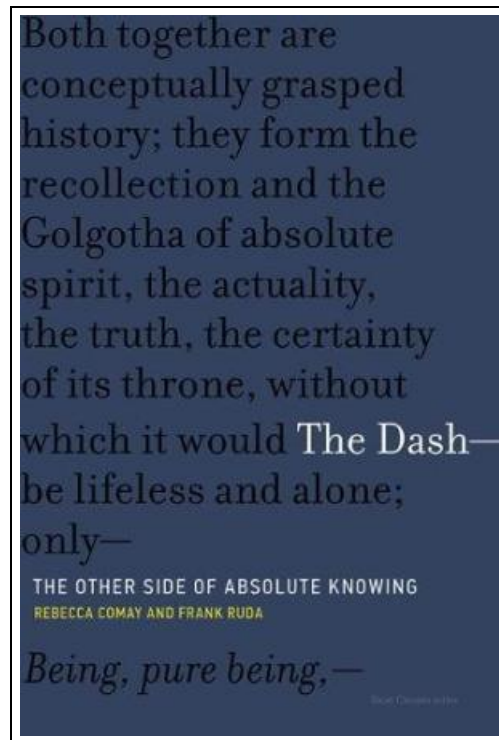 Both together are
conceptually grasped
history; they form the
recollection and the
Golgotha of absolute
spirit, the actuality,
the truth, the certainty
of its throne, without
which it would The Dash—
be lifeless and alone;
only—
THE OTHER SIDE OF ABSOLUTE KNOWING
REBECCA COMAY AND FRANK RUDA
Being, pure being,—